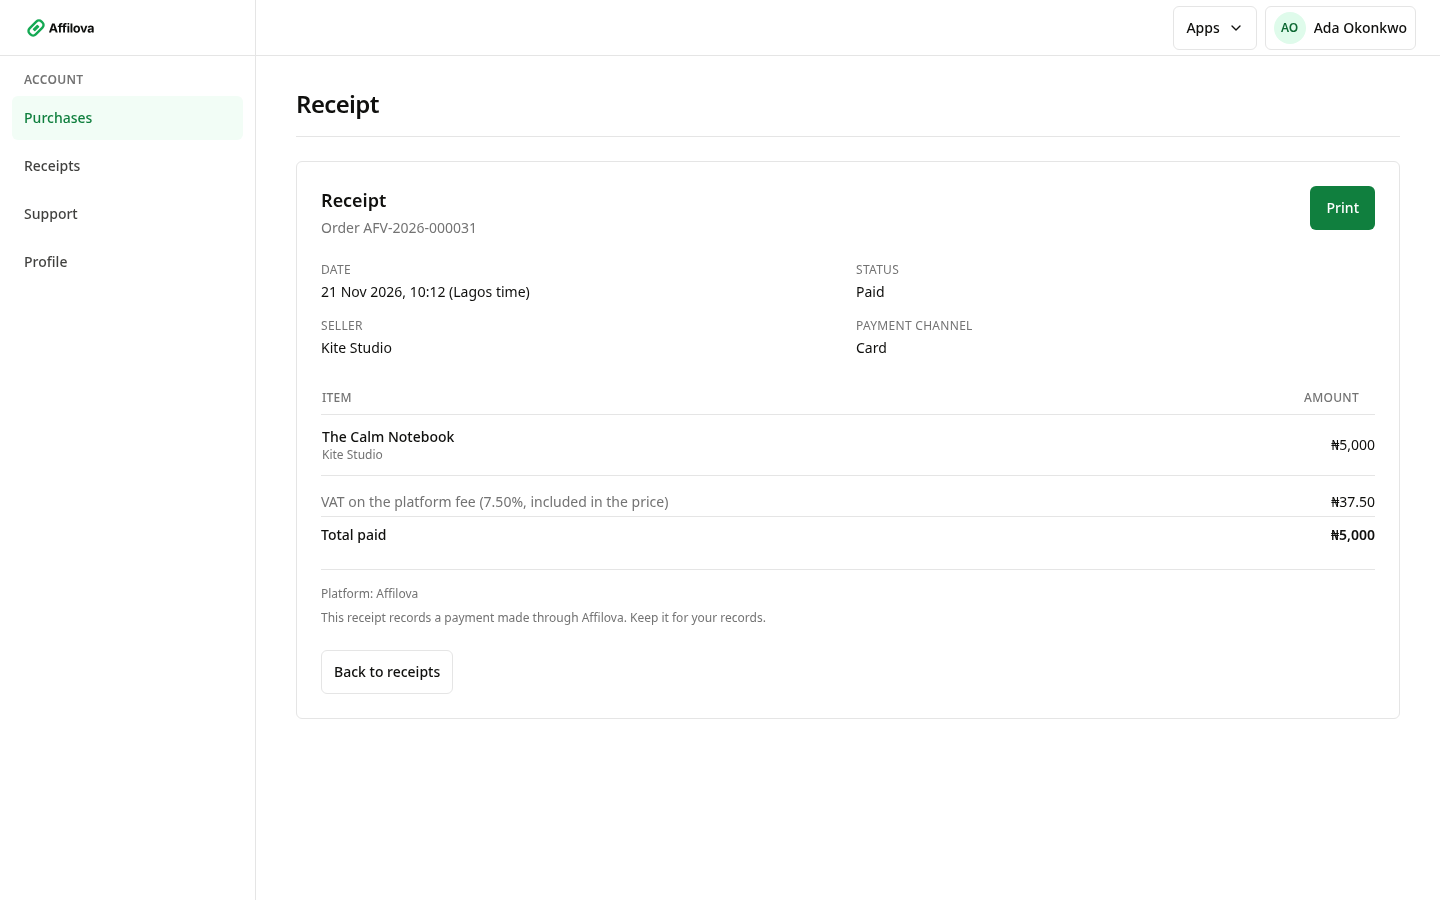 Affilova
Apps
AO
Ada Okonkwo
ACCOUNT
Purchases
Receipts
Support
Profile
Receipt
Receipt
Order AFV-2026-000031
Print
DATE
21 Nov 2026, 10:12 (Lagos time)
STATUS
Paid
SELLER
Kite Studio
PAYMENT CHANNEL
Card
ITEM AMOUNT
The Calm Notebook
Kite Studio
₦5,000
VAT on the platform fee (7.50%, included in the price) ₦37.50
Total paid ₦5,000
Platform: Affilova
This receipt records a payment made through Affilova. Keep it for your records.
Back to receipts